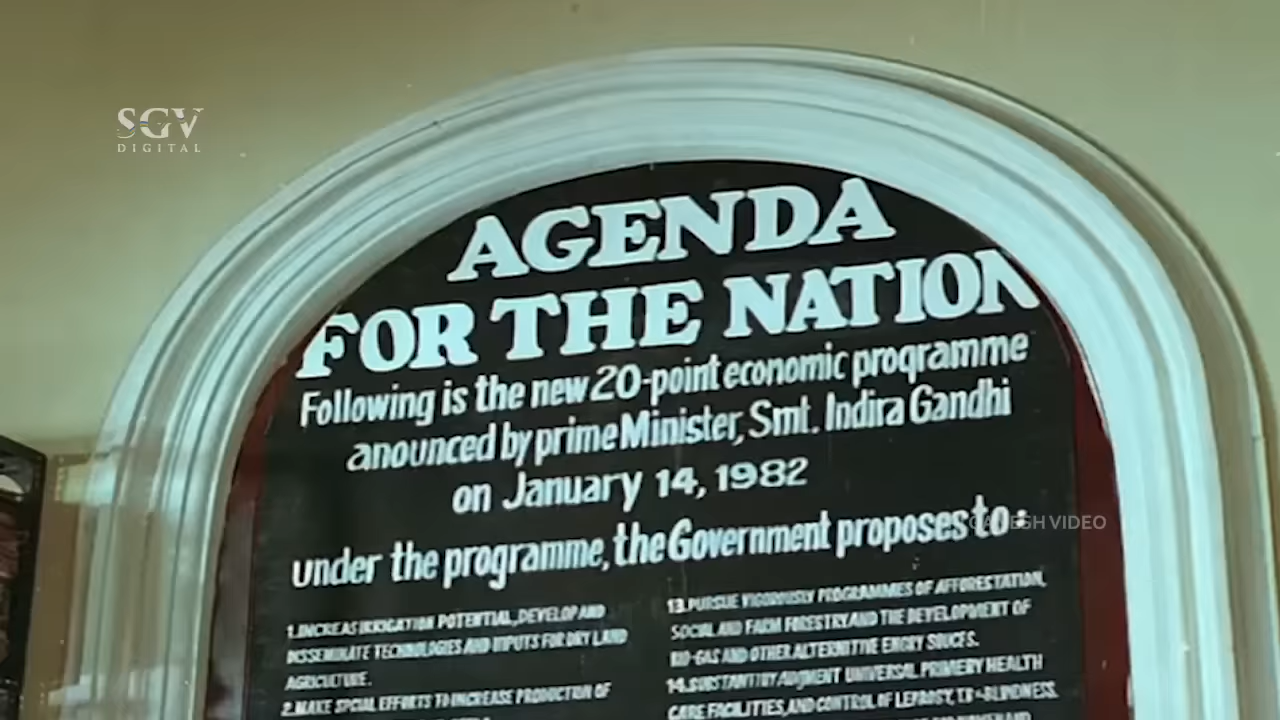 SGV
DIGITAL
AGENDA
FOR THE NATION
Following is the new 20-point economic programme
anounced by prime Minister, Smt. Indira Gandhi
on January 14, 1982
under the programme, the Government proposes to:
GANESH VIDEO
1. INCREAS IRRIGATION POTENTIAL, DEVELOP AND
DISSEMINATE TECHNOLOGIES AND INPUTS FOR DRY LAND
AGRICULTURE.
2. MAKE SPCIAL EFFORTS TO INCREASE PRODUCTION OF
13. PURSUE VIGOROUSLY PROGRAMMES OF AFFORESTATION,
SOCIAL AND FARM FORESTRY AND THE DEVELOPMENT OF
BIO-GAS AND OTHER ALTERNITIVE ENRGY SOUCES.
14. UNIVERSAL PRIMERY HEALTH
CARE FACILITIES, AND CONTROL OF LEPROSY, TB BLINDNESS.